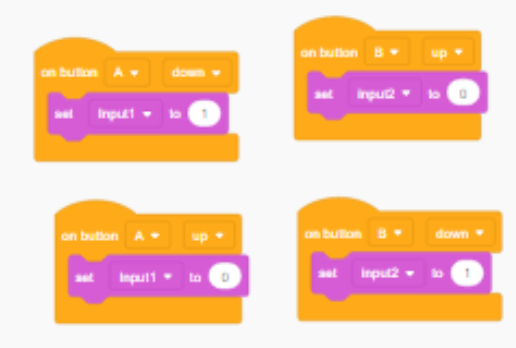 on button A down
set Input1 to 1
on button B up
set input2 to 0
on button A up
set Input1 to 0
on button B down
set Input2 to 1